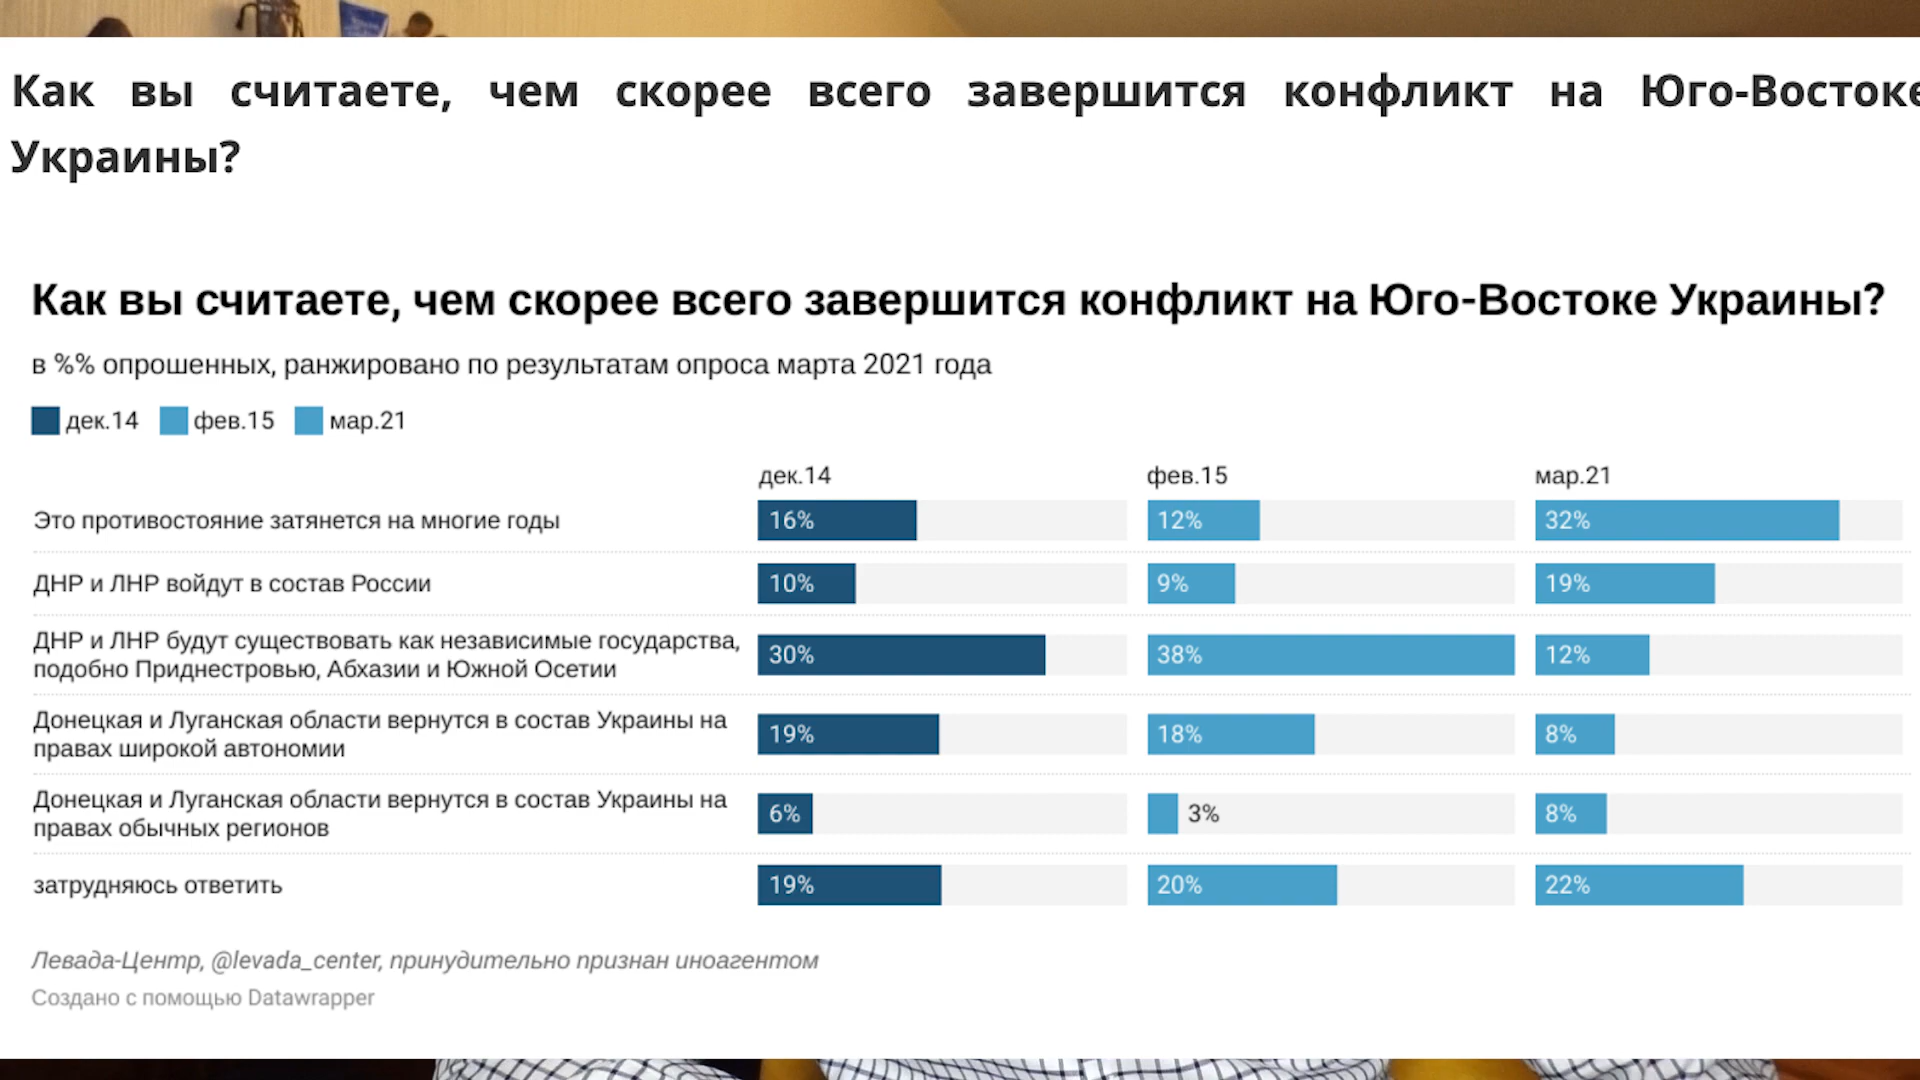 Как вы считаете, чем скорее всего завершится конфликт на Юго-Востоке
Украины?
Как вы считаете, чем скорее всего завершится конфликт на Юго-Востоке Украины?
в %% опрошенных, ранжировано по результатам опроса марта 2021 года
дек.14 фев.15 мар.21
дек.14 фев.15 мар.21
Это противостояние затянется на многие годы 16% 12% 32%
ДНР и ЛНР войдут в состав России 10% 9% 19%
ДНР и ЛНР будут существовать как независимые государства,
подобно Приднестровью, Абхазии и Южной Осетии 30% 38% 12%
Донецкая и Луганская области вернутся в состав Украины на
правах широкой автономии 19% 18% 8%
Донецкая и Луганская области вернутся в состав Украины на
правах обычных регионов 6% 3% 8%
затрудняюсь ответить 19% 20% 22%
Левада-Центр, @levada_center, принудительно признан иноагентом
Создано с помощью Datawrapper